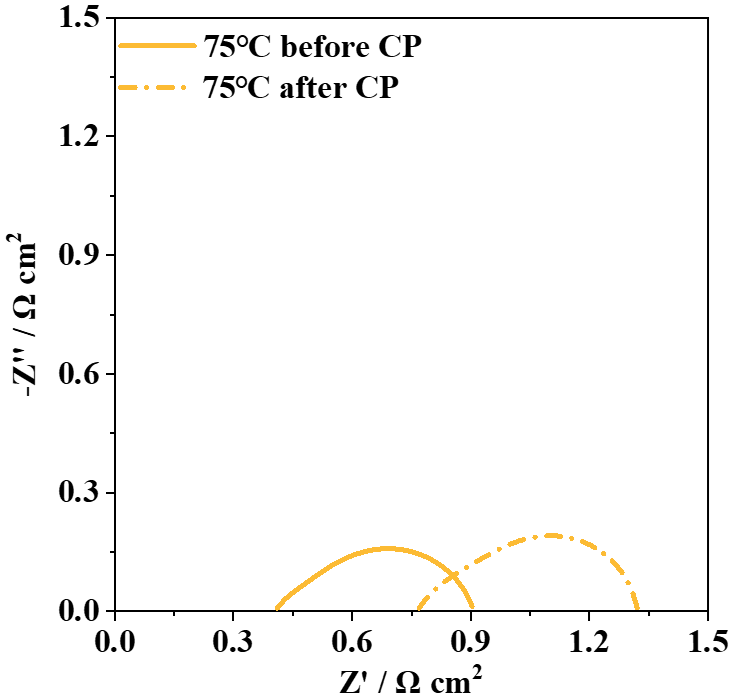 75°C before CP
75°C after CP
1.5
1.2
0.9
0.6
0.3
0.0
-Z'' / Ω cm²
0.0 0.3 0.6 0.9 1.2 1.5
Z' / Ω cm²